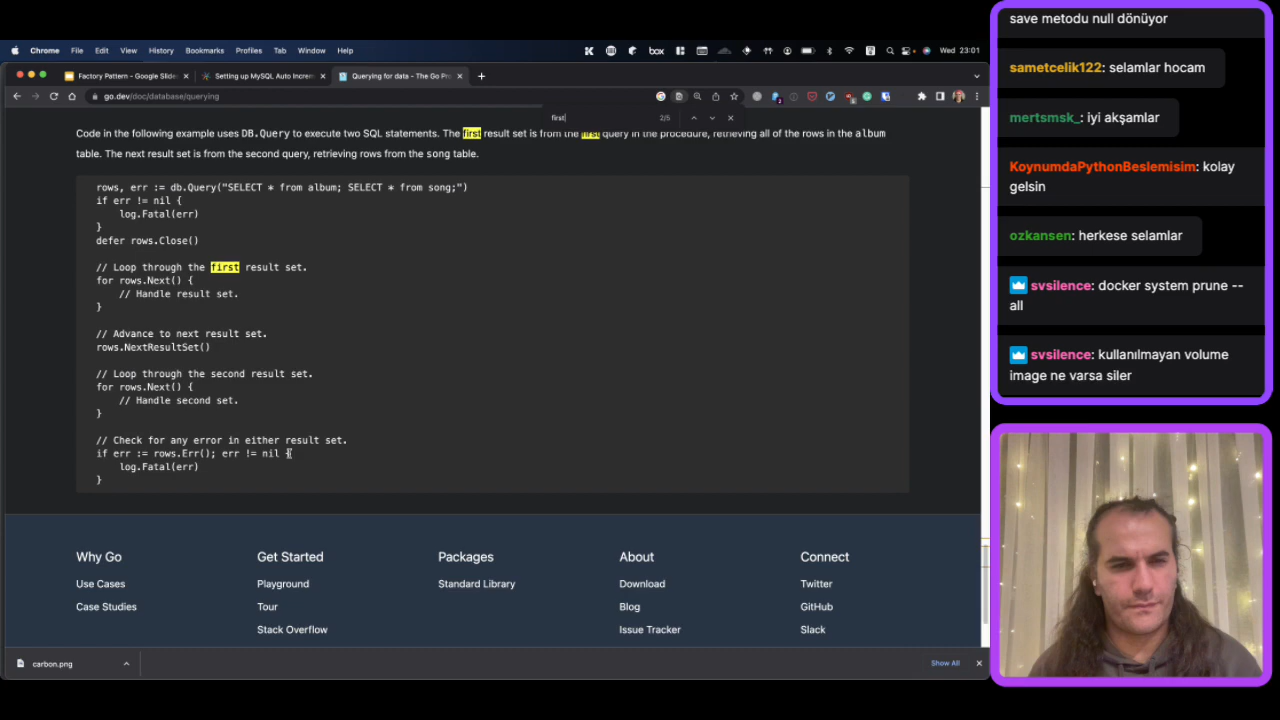 Chrome File Edit View History Bookmarks Profiles Tab Window Help
box
Wed 23:01
Factory Pattern - Google Slide
Setting up MySQL Auto Increm
Querying for data - The Go Pro
go.dev/doc/database/querying
first
2/5
Code in the following example uses DB.Query to execute two SQL statements. The first result set is from the first query in the procedure, retrieving all of the rows in the album
table. The next result set is from the second query, retrieving rows from the song table.
rows, err := db.Query("SELECT * from album; SELECT * from song;")
if err != nil {
log.Fatal(err)
}
defer rows.Close()
// Loop through the first result set.
for rows.Next() {
// Handle result set.
}
// Advance to next result set.
rows.NextResultSet()
// Loop through the second result set.
for rows.Next() {
// Handle second set.
}
// Check for any error in either result set.
if err := rows.Err(); err != nil {
log.Fatal(err)
}
Why Go
Use Cases
Case Studies
Get Started
Playground
Tour
Stack Overflow
Packages
Standard Library
About
Download
Blog
Issue Tracker
Connect
Twitter
GitHub
Slack
carbon.png
Show All
save metodu null dönüyor
sametcelik122: selamlar hocam
mertsmsk_: iyi akşamlar
KoynumdaPythonBeslemisim: kolay
gelsin
ozkansen: herkese selamlar
svsilence: docker system prune --
all
svsilence: kullanılmayan volume
image ne varsa siler